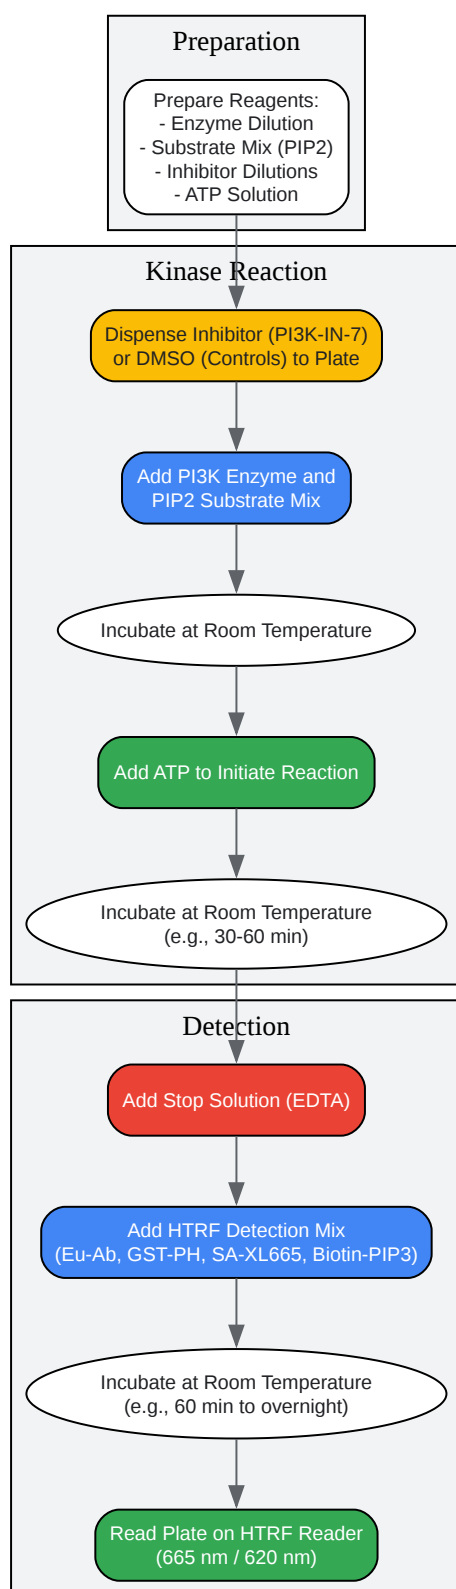 Preparation
Prepare Reagents:
- Enzyme Dilution
- Substrate Mix (PIP2)
- Inhibitor Dilutions
- ATP Solution
Kinase Reaction
Dispense Inhibitor (PI3K-IN-7)
or DMSO (Controls) to Plate
Add PI3K Enzyme and
PIP2 Substrate Mix
Incubate at Room Temperature
Add ATP to Initiate Reaction
Incubate at Room Temperature
(e.g., 30-60 min)
Detection
Add Stop Solution (EDTA)
Add HTRF Detection Mix
(Eu-Ab, GST-PH, SA-XL665, Biotin-PIP3)
Incubate at Room Temperature
(e.g., 60 min to overnight)
Read Plate on HTRF Reader
(665 nm / 620 nm)